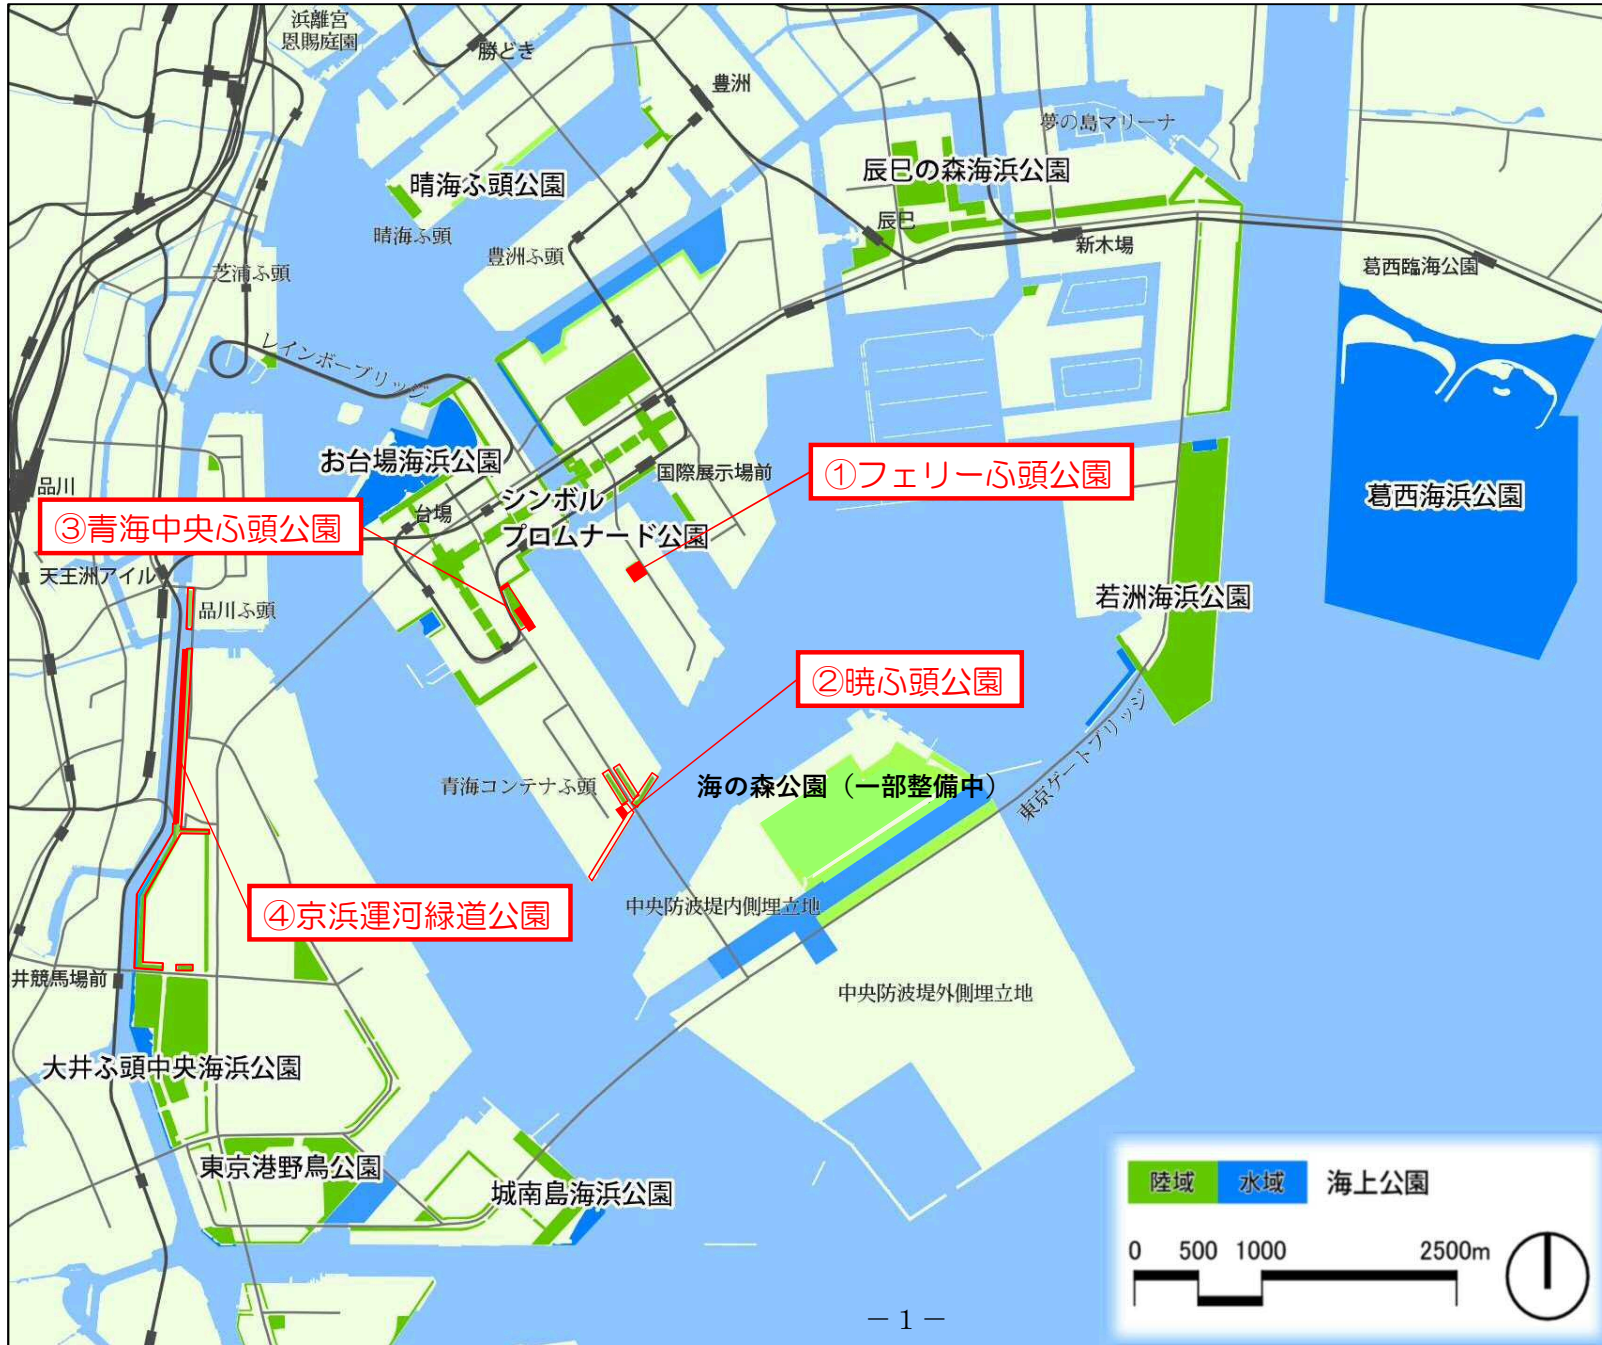 浜離宮
恩賜庭園
勝どき
豊洲
夢の島マリーナ
辰巳の森海浜公園
晴海ふ頭公園
辰巳
晴海ふ頭
豊洲ふ頭
新木場
葛西臨海公園
芝浦ふ頭
レインボーブリッジ
お台場海浜公園
国際展示場前
①フェリーふ頭公園
品川
シンボル
プロムナード公園
台場
葛西海浜公園
③青海中央ふ頭公園
天王洲アイル
品川ふ頭
若洲海浜公園
②暁ふ頭公園
東京ゲートブリッジ
青海コンテナふ頭
海の森公園（一部整備中）
④京浜運河緑道公園
中央防波堤内側埋立地
井競馬場前
中央防波堤外側埋立地
大井ふ頭中央海浜公園
東京港野鳥公園
城南島海浜公園
陸域 水域 海上公園
0 500 1000 2500m
－1－